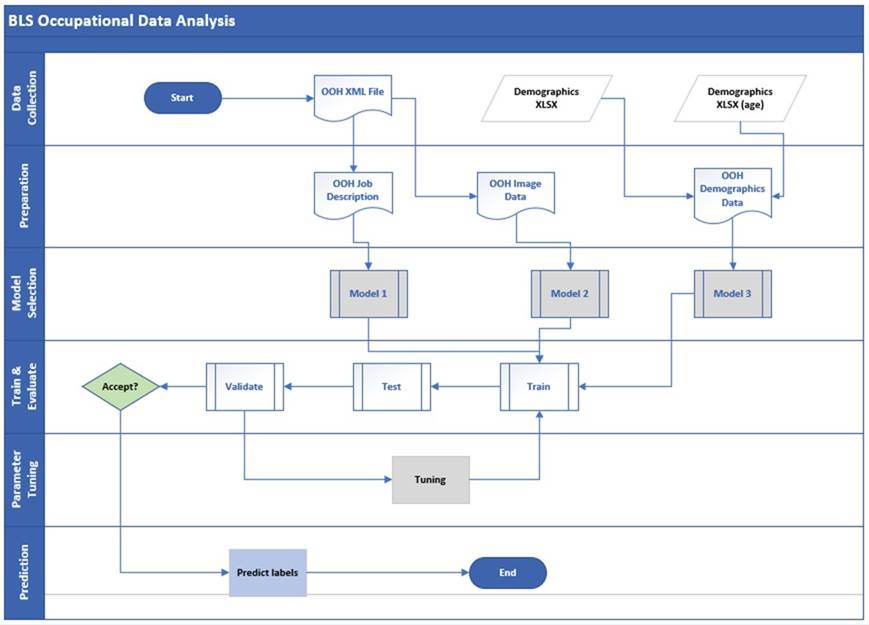 BLS Occupational Data Analysis
Data
Collection
Start
OOH XML File
Demographics
XLSX
Demographics
XLSX (age)
Preparation
OOH Job
Description
OOH Image
Data
OOH
Demographics
Data
Model
Selection
Model 1
Model 2
Model 3
Train &
Evaluate
Accept?
Validate
Test
Train
Parameter
Tuning
Tuning
Prediction
Predict labels
End